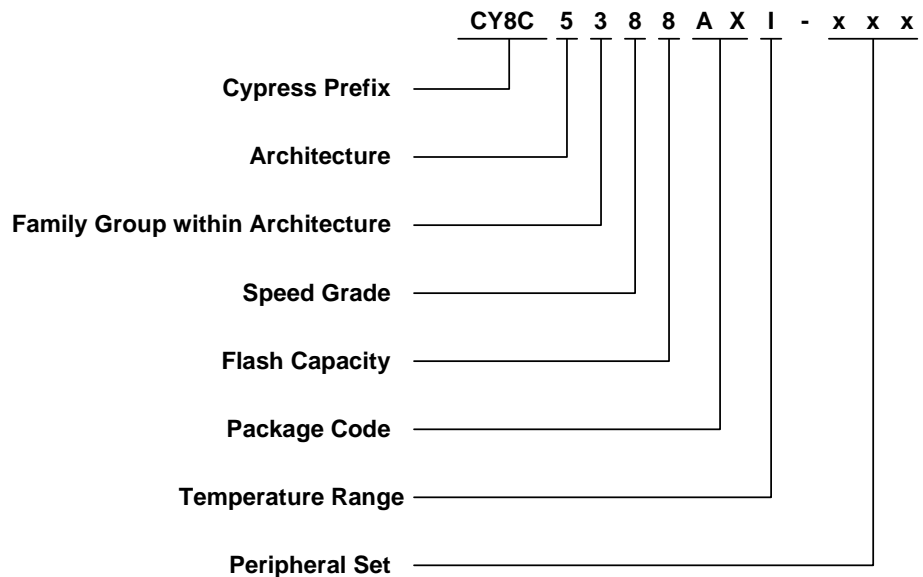 CY8C 5 3 8 8 A X I - x x x
Cypress Prefix
Architecture
Family Group within Architecture
Speed Grade
Flash Capacity
Package Code
Temperature Range
Peripheral Set